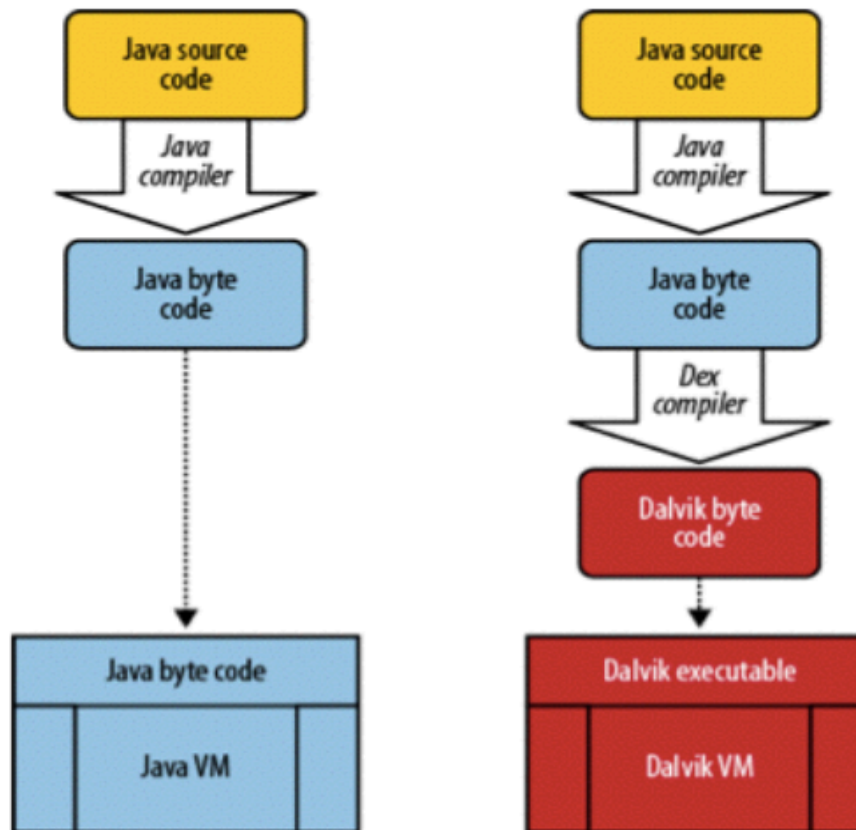 Java source
code
Java
compiler
Java byte
code
Java byte code
Java VM
Java source
code
Java
compiler
Java byte
code
Dex
compiler
Dalvik byte
code
Dalvik executable
Dalvik VM